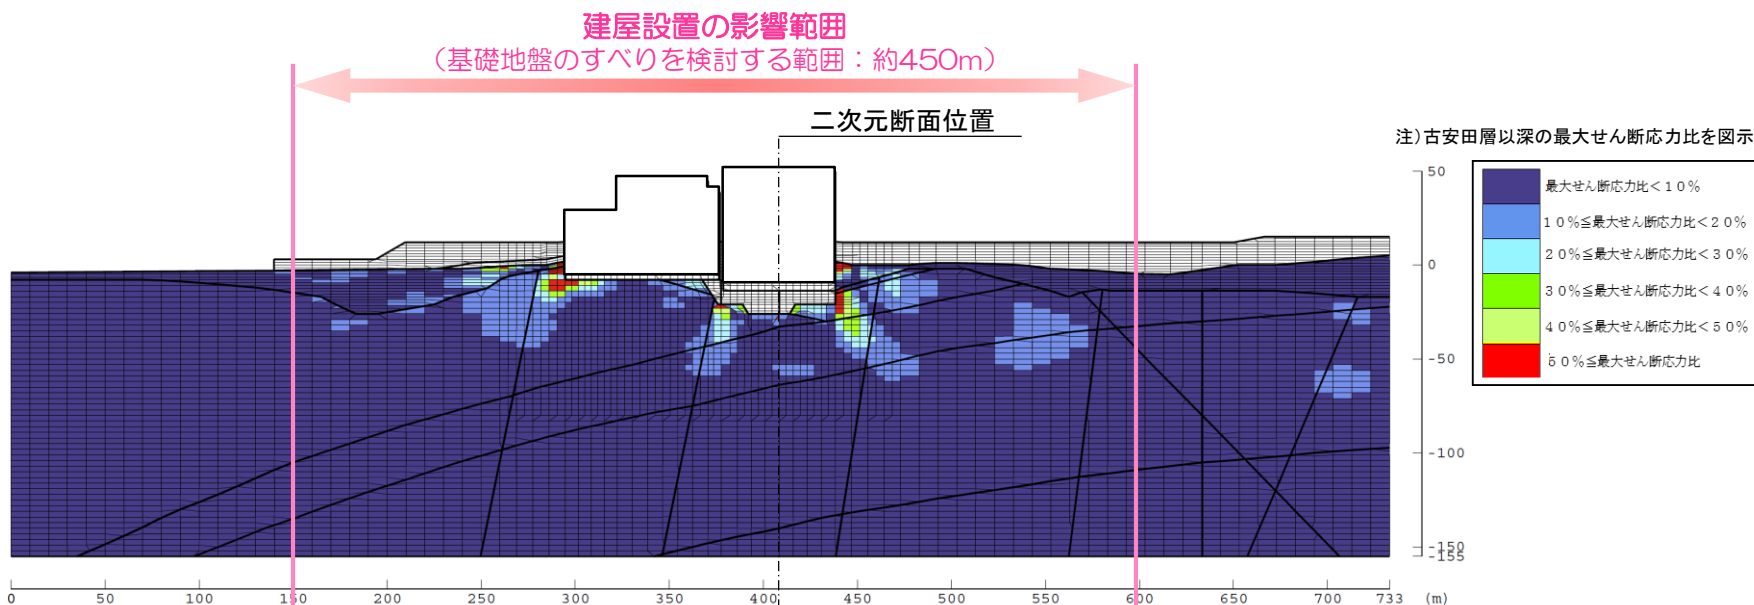 建屋設置の影響範囲
（基礎地盤のすべりを検討する範囲：約450m）
二次元断面位置
注）古安田層以深の最大せん断応力比を図示
最大せん断応力比＜１０％
１０％≦最大せん断応力比＜２０％
２０％≦最大せん断応力比＜３０％
３０％≦最大せん断応力比＜４０％
４０％≦最大せん断応力比＜５０％
５０％≦最大せん断応力比
50
0
-50
-100
-150
-155
0 50 100 150 200 250 300 350 400 450 500 550 600 650 700 733 (m)